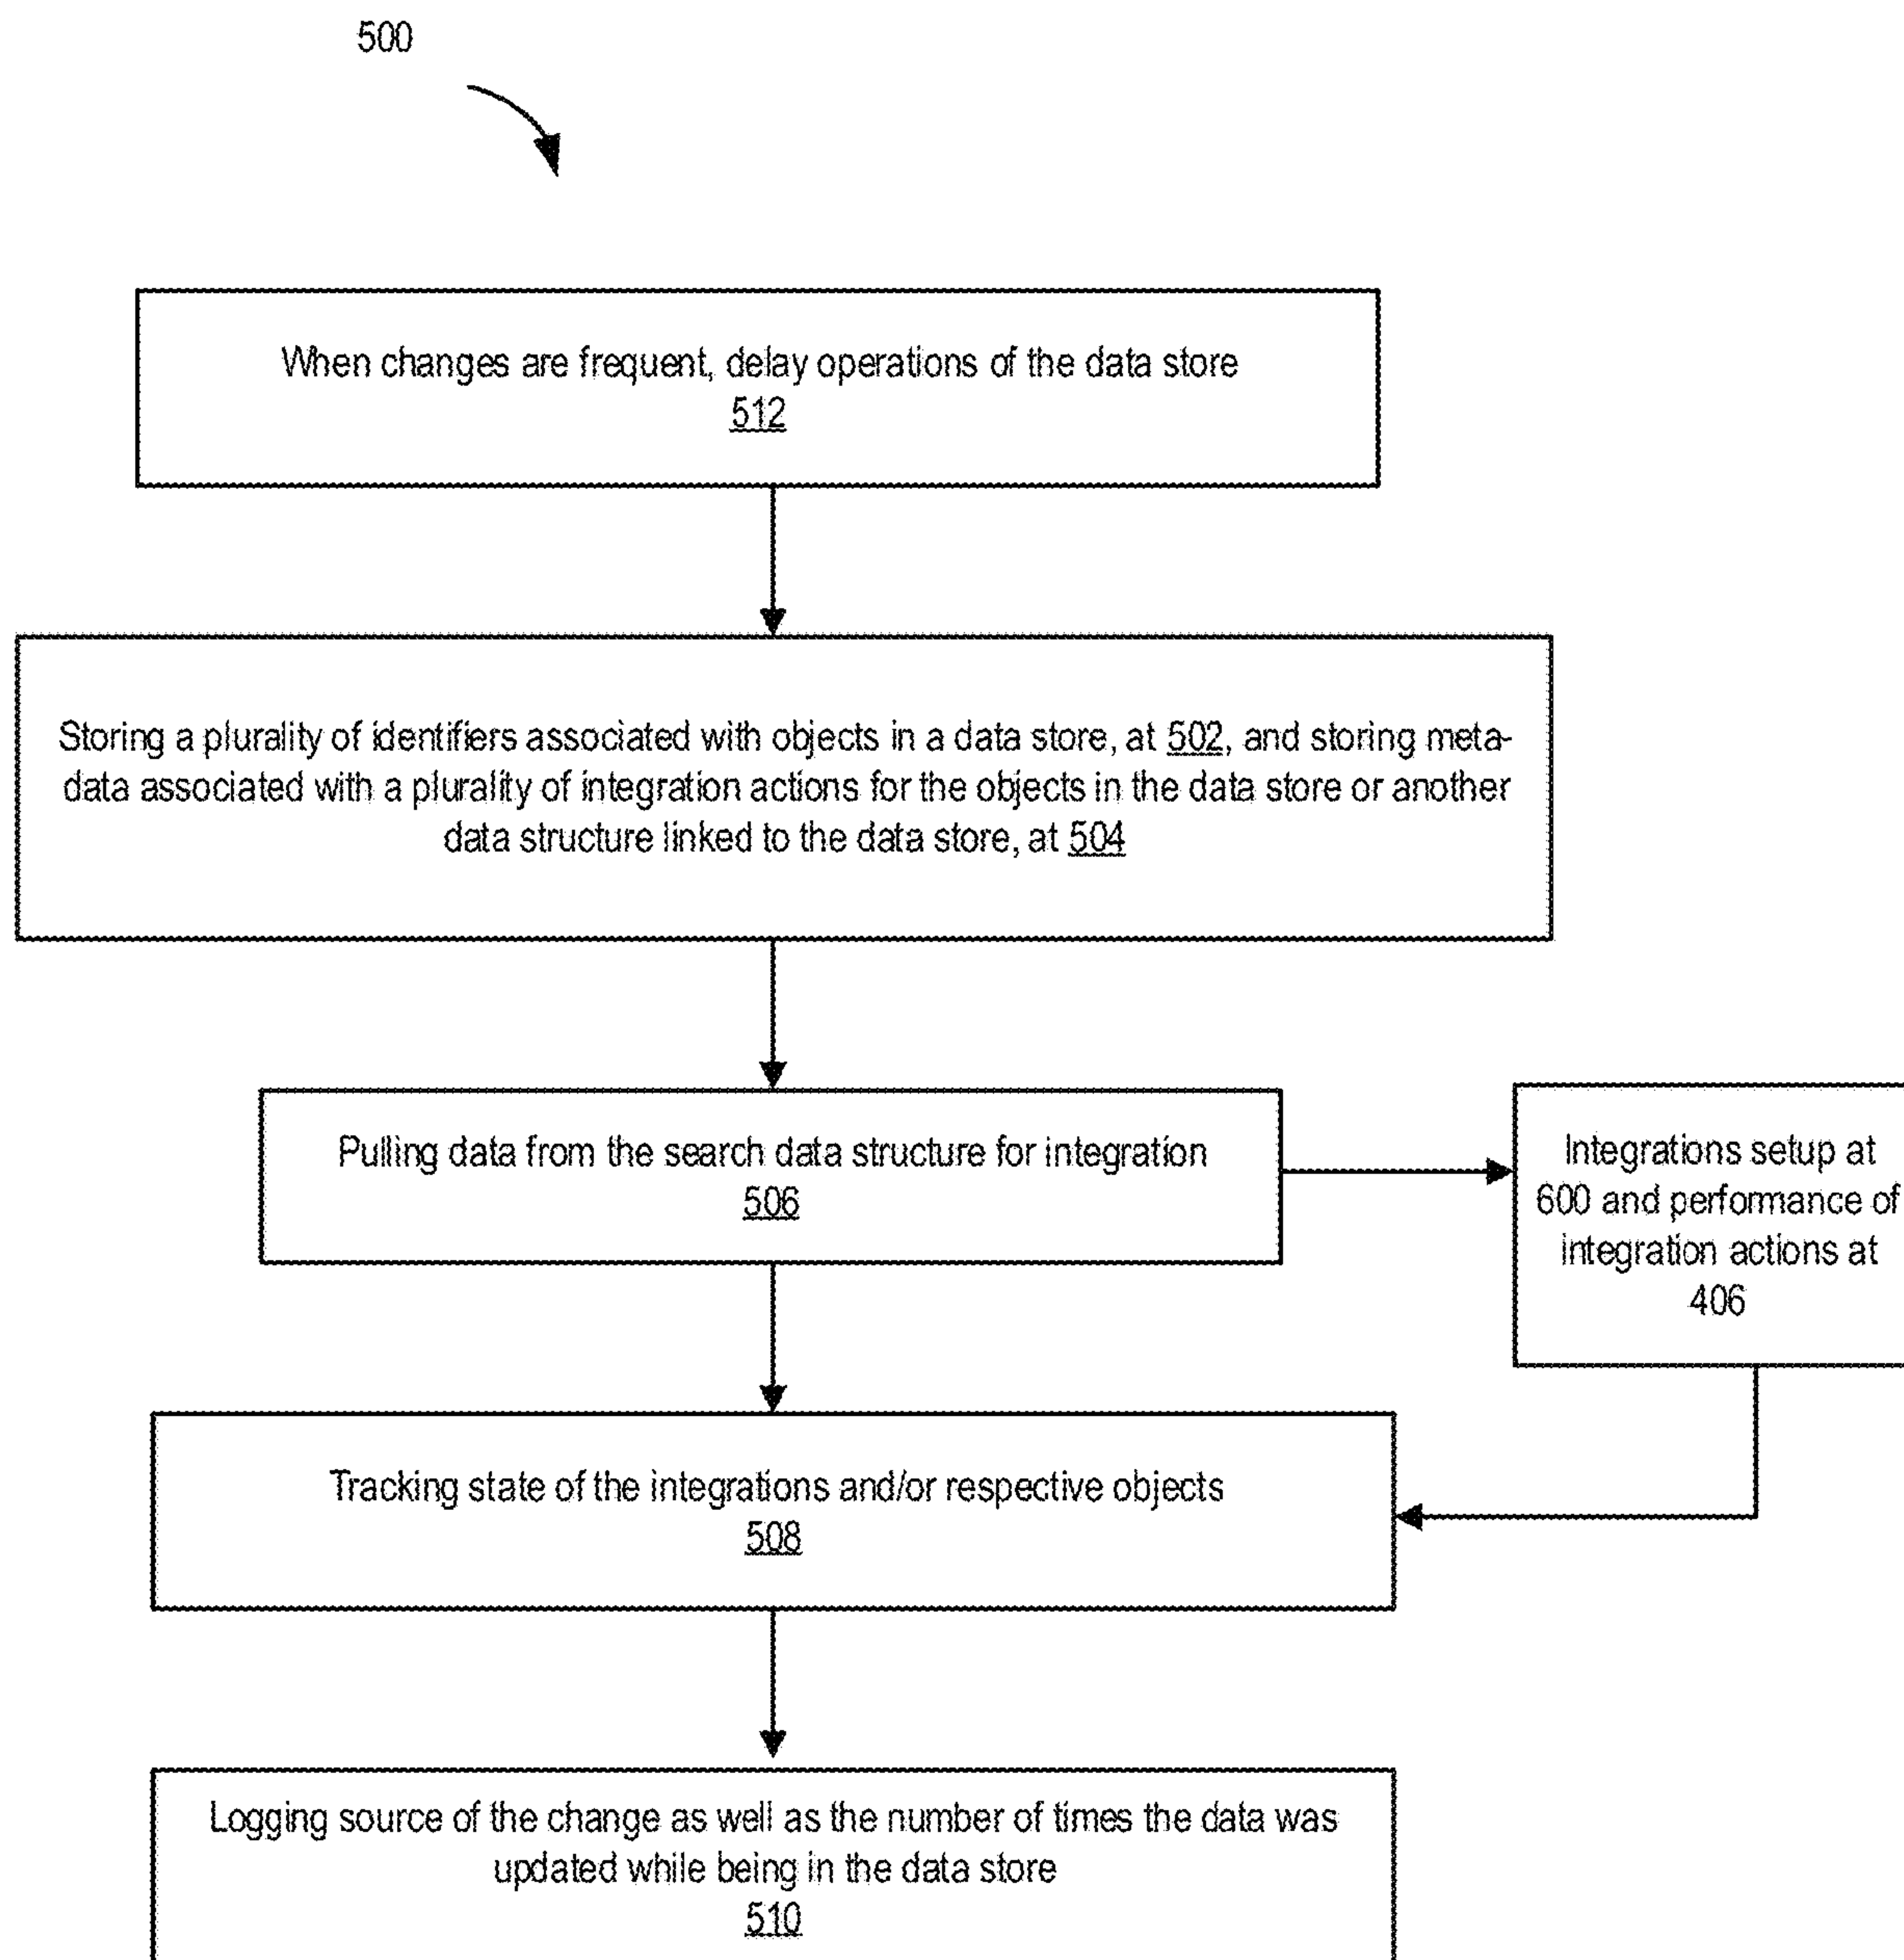 500
When changes are frequent, delay operations of the data store
512
Storing a plurality of identifiers associated with objects in a data store, at 502, and storing meta-
data associated with a plurality of integration actions for the objects in the data store or another
data structure linked to the data store, at 504
Pulling data from the search data structure for integration
506
Integrations setup at
600 and performance of
integration actions at
406
Tracking state of the integrations and/or respective objects
508
Logging source of the change as well as the number of times the data was
updated while being in the data store
510